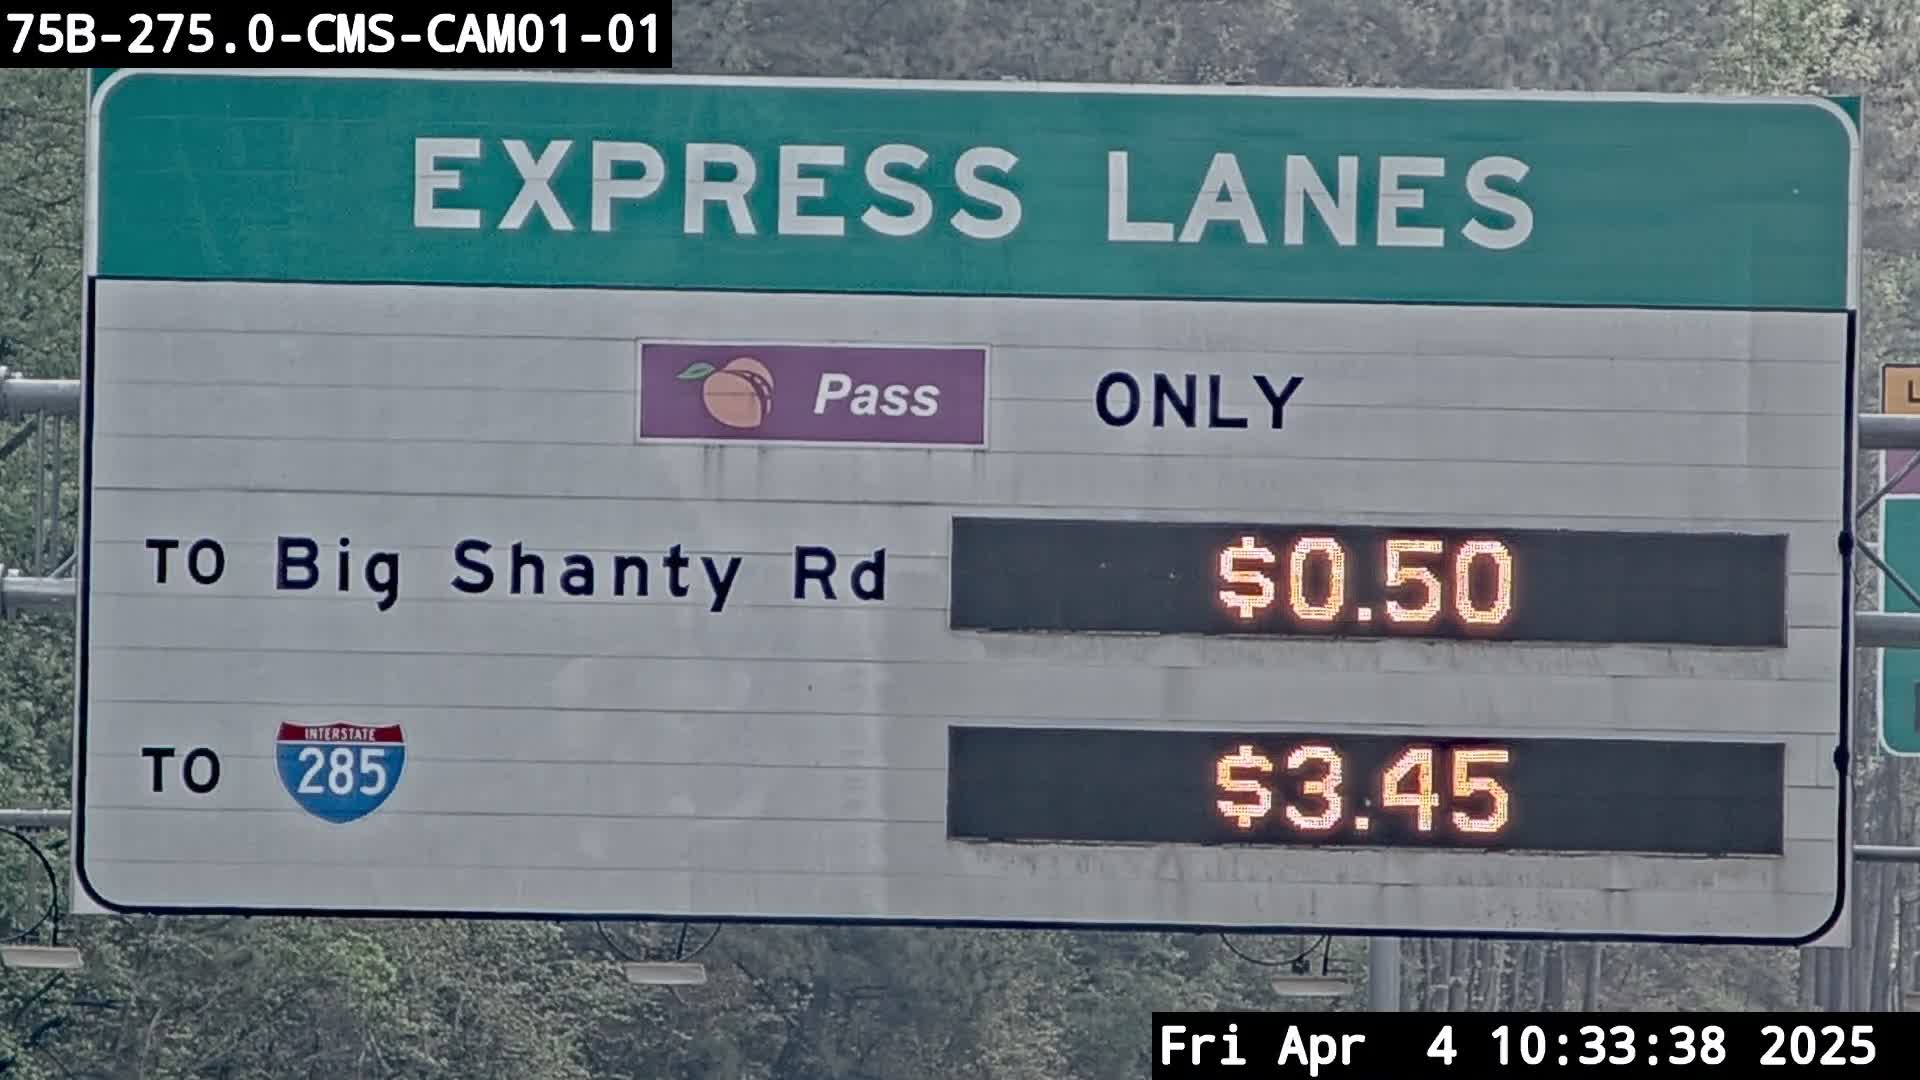 75B-275.0-CMS-CAM01-01
EXPRESS LANES
Pass ONLY
TO Big Shanty Rd $0.50
TO INTERSTATE 285 $3.45
Fri Apr 4 10:33:38 2025